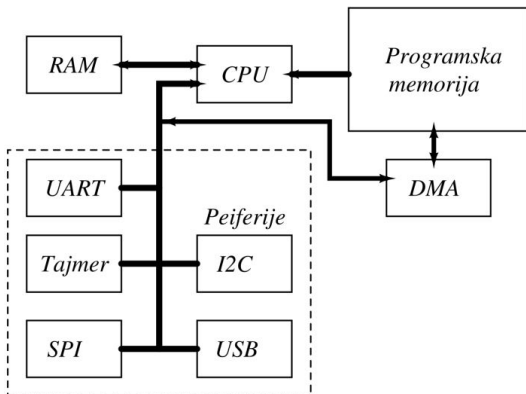 RAM
CPU
Programska
memorija
DMA
UART
Peiferije
Tajmer
I2C
SPI
USB